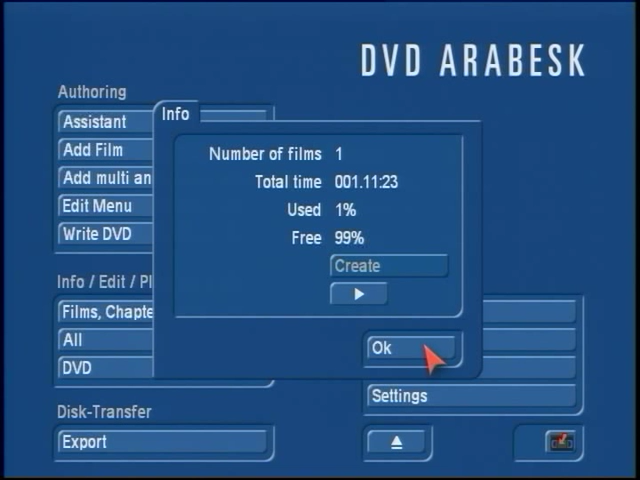 DVD ARABESK
Authoring
Assistant
Add Film
Add multi an
Edit Menu
Write DVD
Info
Number of films 1
Total time 001.11:23
Used 1%
Free 99%
Create
Ok
Info / Edit / Pl
Films, Chapte
All
DVD
Settings
Disk-Transfer
Export